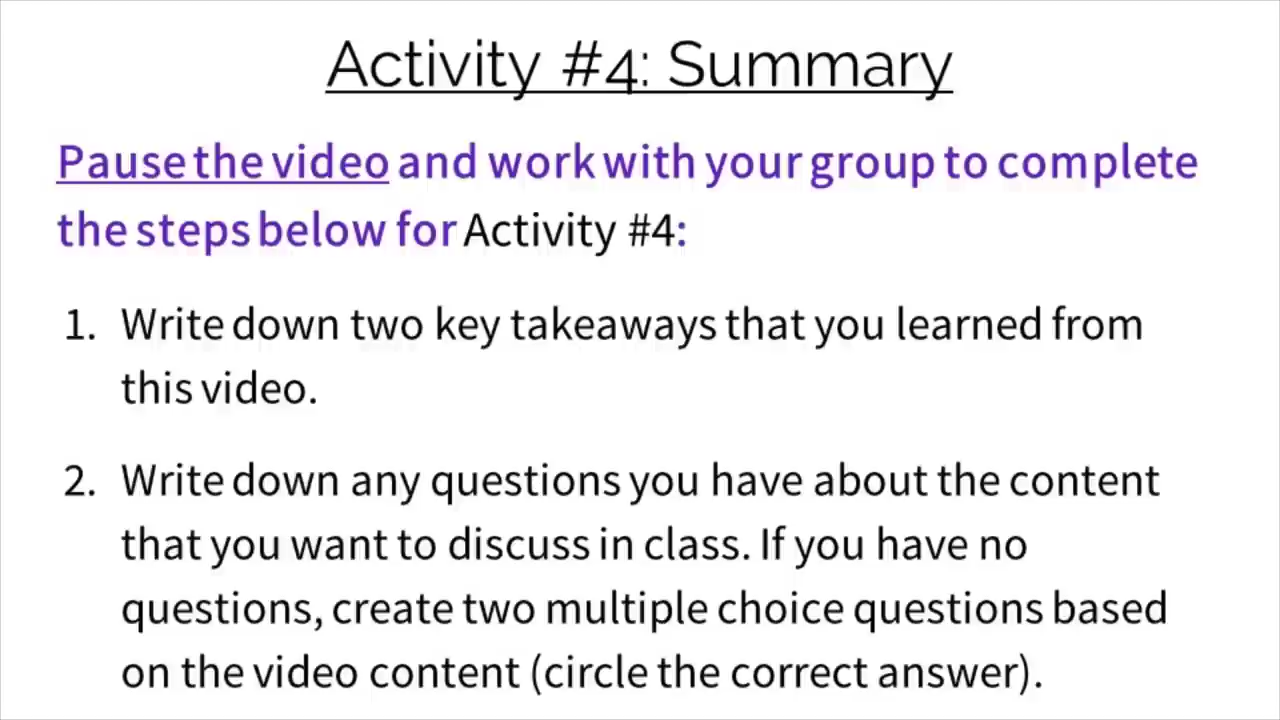 Activity #4: Summary
Pause the video and work with your group to complete
the steps below for Activity #4:
1. Write down two key takeaways that you learned from
this video.
2. Write down any questions you have about the content
that you want to discuss in class. If you have no
questions, create two multiple choice questions based
on the video content (circle the correct answer).